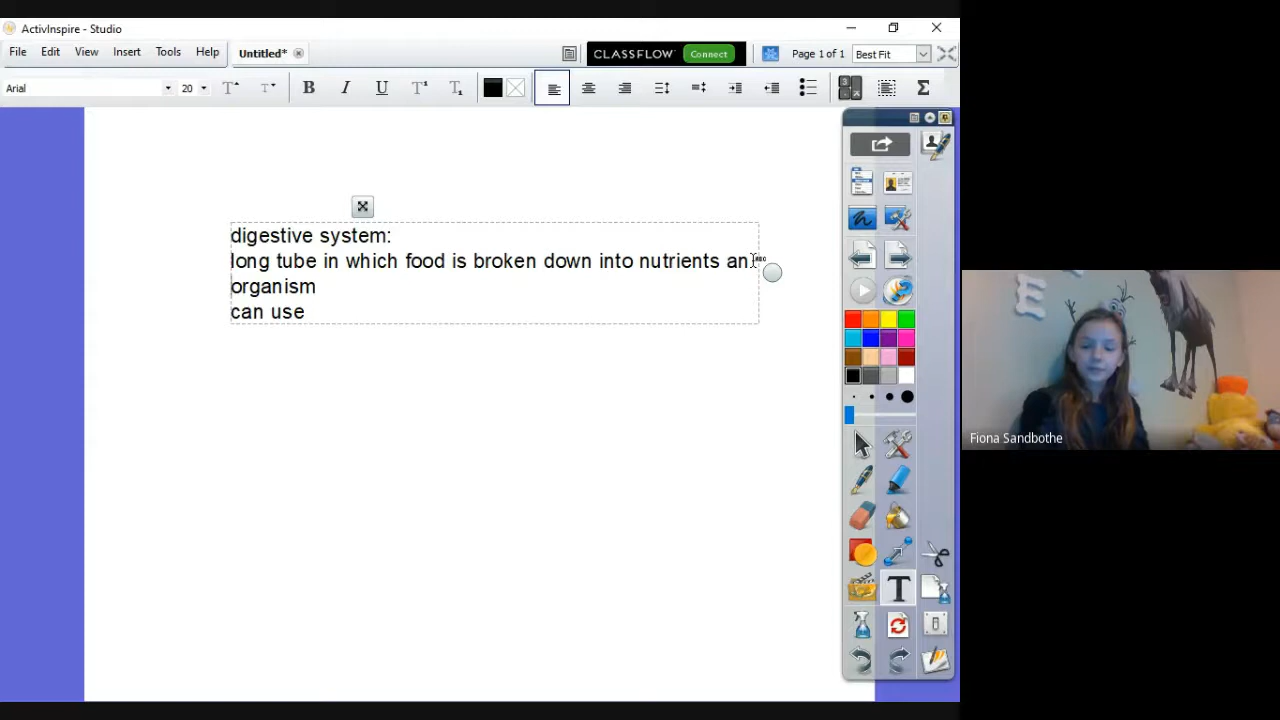 ActivInspire - Studio
File Edit View Insert Tools Help Untitled* CLASSFLOW Connect Page 1 of 1 Best Fit
Arial 20 B I U T T Σ
digestive system:
long tube in which food is broken down into nutrients an
organism
can use
T
E
Fiona Sandbothe